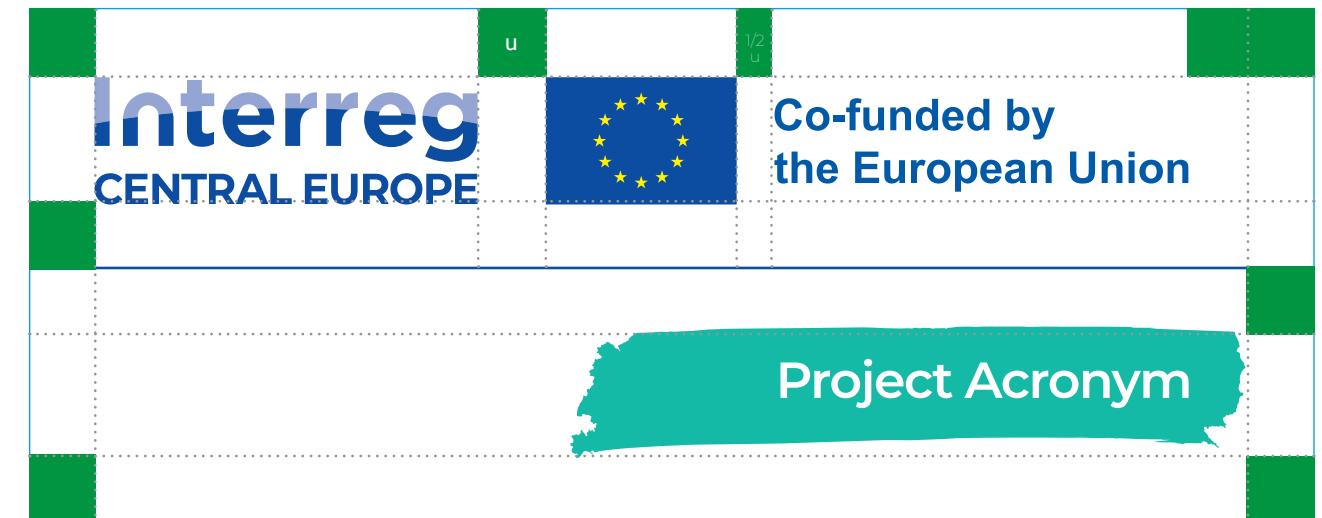 u
1/2
u
Interreg
CENTRAL EUROPE
Co-funded by
the European Union
Project Acronym